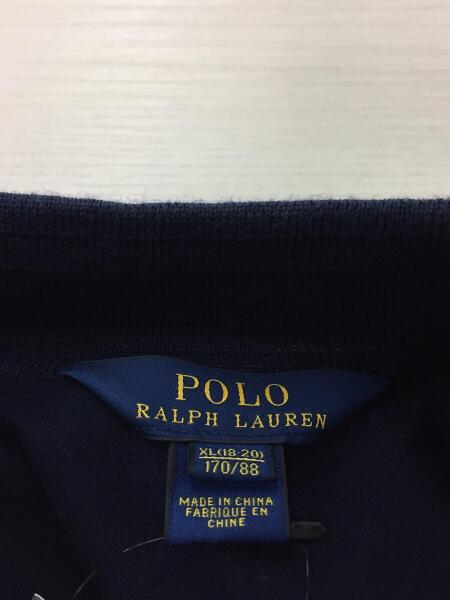 POLO
RALPH LAUREN
XL(18-20)
170/88
MADE IN CHINA
FABRIQUE EN
CHINE